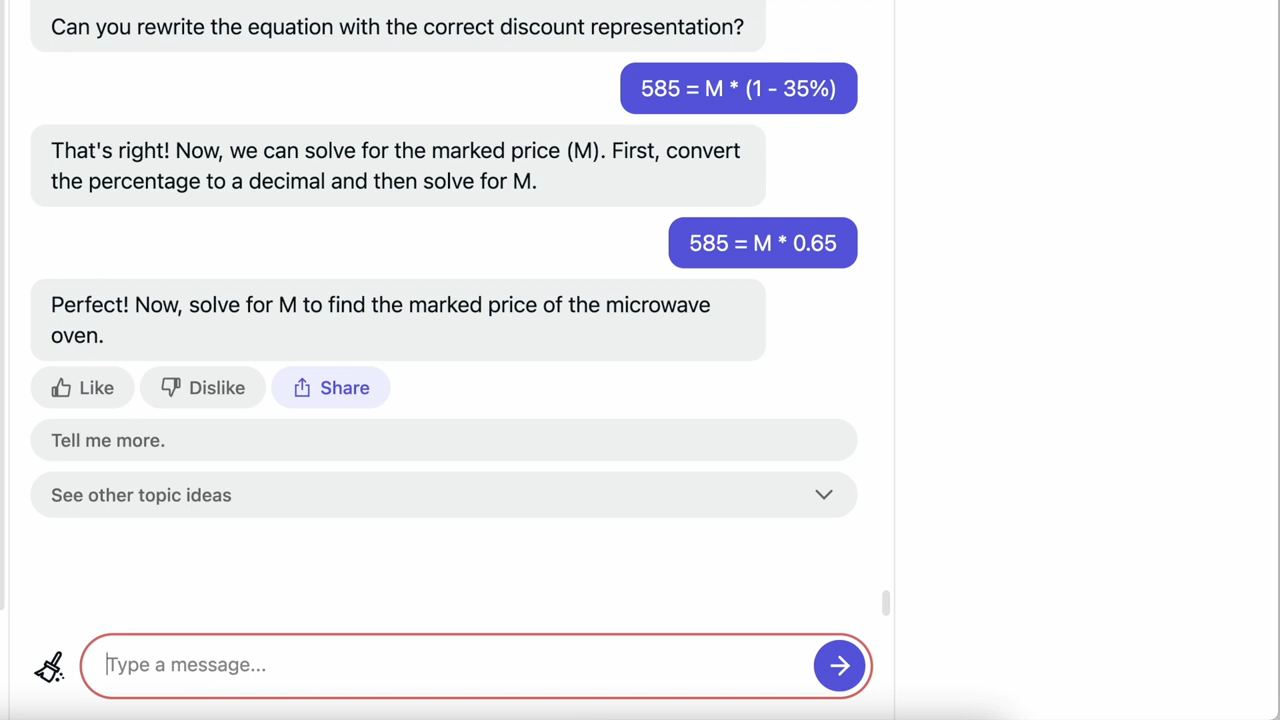 Can you rewrite the equation with the correct discount representation?
585 = M * (1 - 35%)
That's right! Now, we can solve for the marked price (M). First, convert
the percentage to a decimal and then solve for M.
585 = M * 0.65
Perfect! Now, solve for M to find the marked price of the microwave
oven.
Like Dislike Share
Tell me more.
See other topic ideas
Type a message...